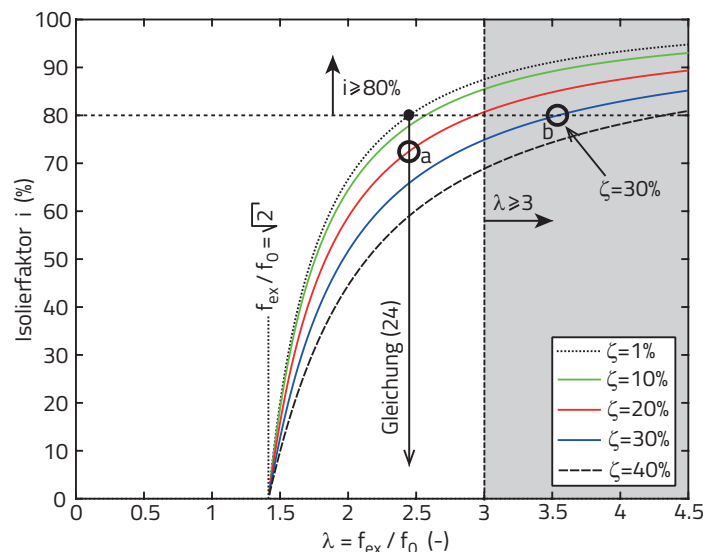 100
90
80
70
60
50
40
30
20
10
0
Isolierfaktor i (%)
i≥80%
a
b
ζ=30%
λ≥3
f_ex / f_0 = √2
Gleichung (24)
ζ=1%
ζ=10%
ζ=20%
ζ=30%
ζ=40%
0 0.5 1 1.5 2 2.5 3 3.5 4 4.5
λ = f_ex / f_0 (-)